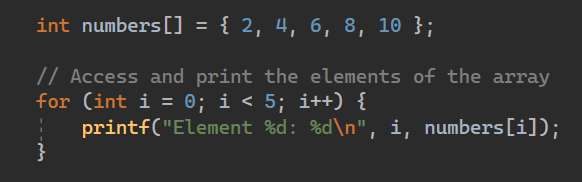 int numbers[] = { 2, 4, 6, 8, 10 };
// Access and print the elements of the array
for (int i = 0; i < 5; i++) {
    printf("Element %d: %d\n", i, numbers[i]);
}